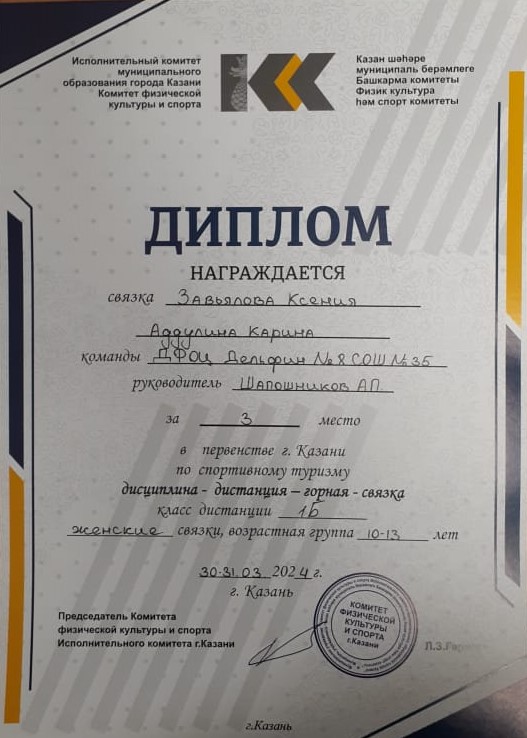 Исполнительный комитет
муниципального
образования города Казани
Комитет физической
культуры и спорта
Казан шәһәре
муниципаль берәмлеге
Башкарма комитеты
Физик культура
һәм спорт комитеты
ДИПЛОМ
НАГРАЖДАЕТСЯ
связка Завьялова Ксения
Аддулина Карина
команды ДФОЦ Дельфин №8 СОШ №35
руководитель Шапошников А.П.
за 3 место
в первенстве г. Казани
по спортивному туризму
дисциплина - дистанция – горная - связка
класс дистанции 1Б
женские связки, возрастная группа 10-13 лет
30-31.03 2024 г.
г. Казань
Председатель Комитета
физической культуры и спорта
Исполнительного комитета г.Казани
КОМИТЕТ
ФИЗИЧЕСКОЙ
КУЛЬТУРЫ
И СПОРТА
г.Казани
Л.З.
г.Казань